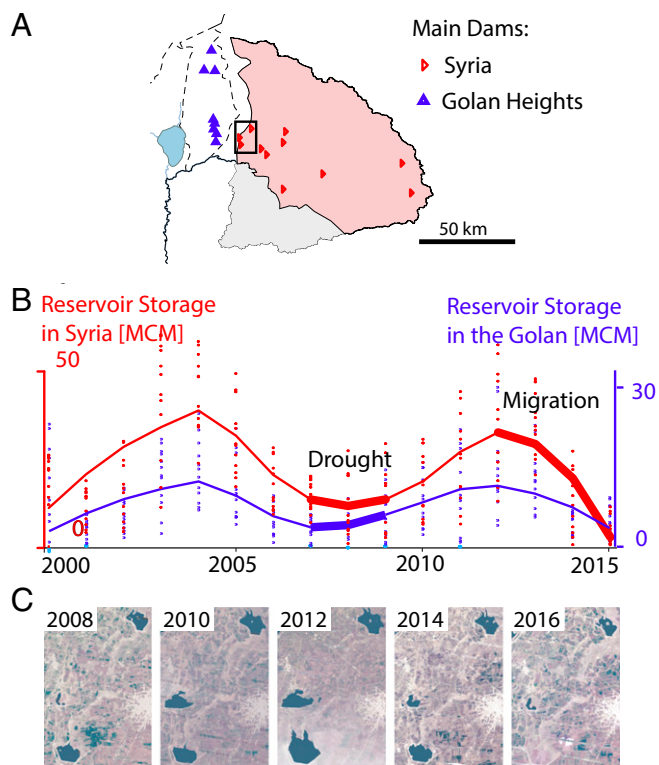 A
Main Dams:
Syria
Golan Heights
50 km
B
Reservoir Storage
in Syria [MCM]
Reservoir Storage
in the Golan [MCM]
50
30
Migration
Drought
0
0
2000
2005
2010
2015
C
2008
2010
2012
2014
2016